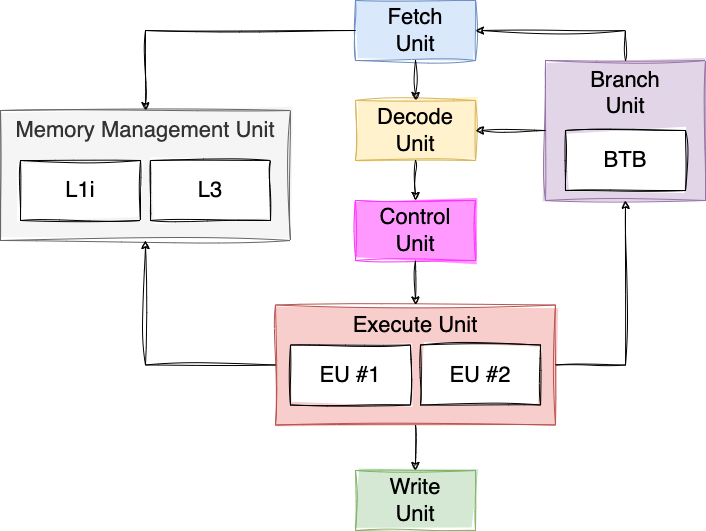 Fetch
Unit
Branch
Unit
Decode
Unit
Memory Management Unit
BTB
L1i
L3
Control
Unit
Execute Unit
EU #1
EU #2
Write
Unit